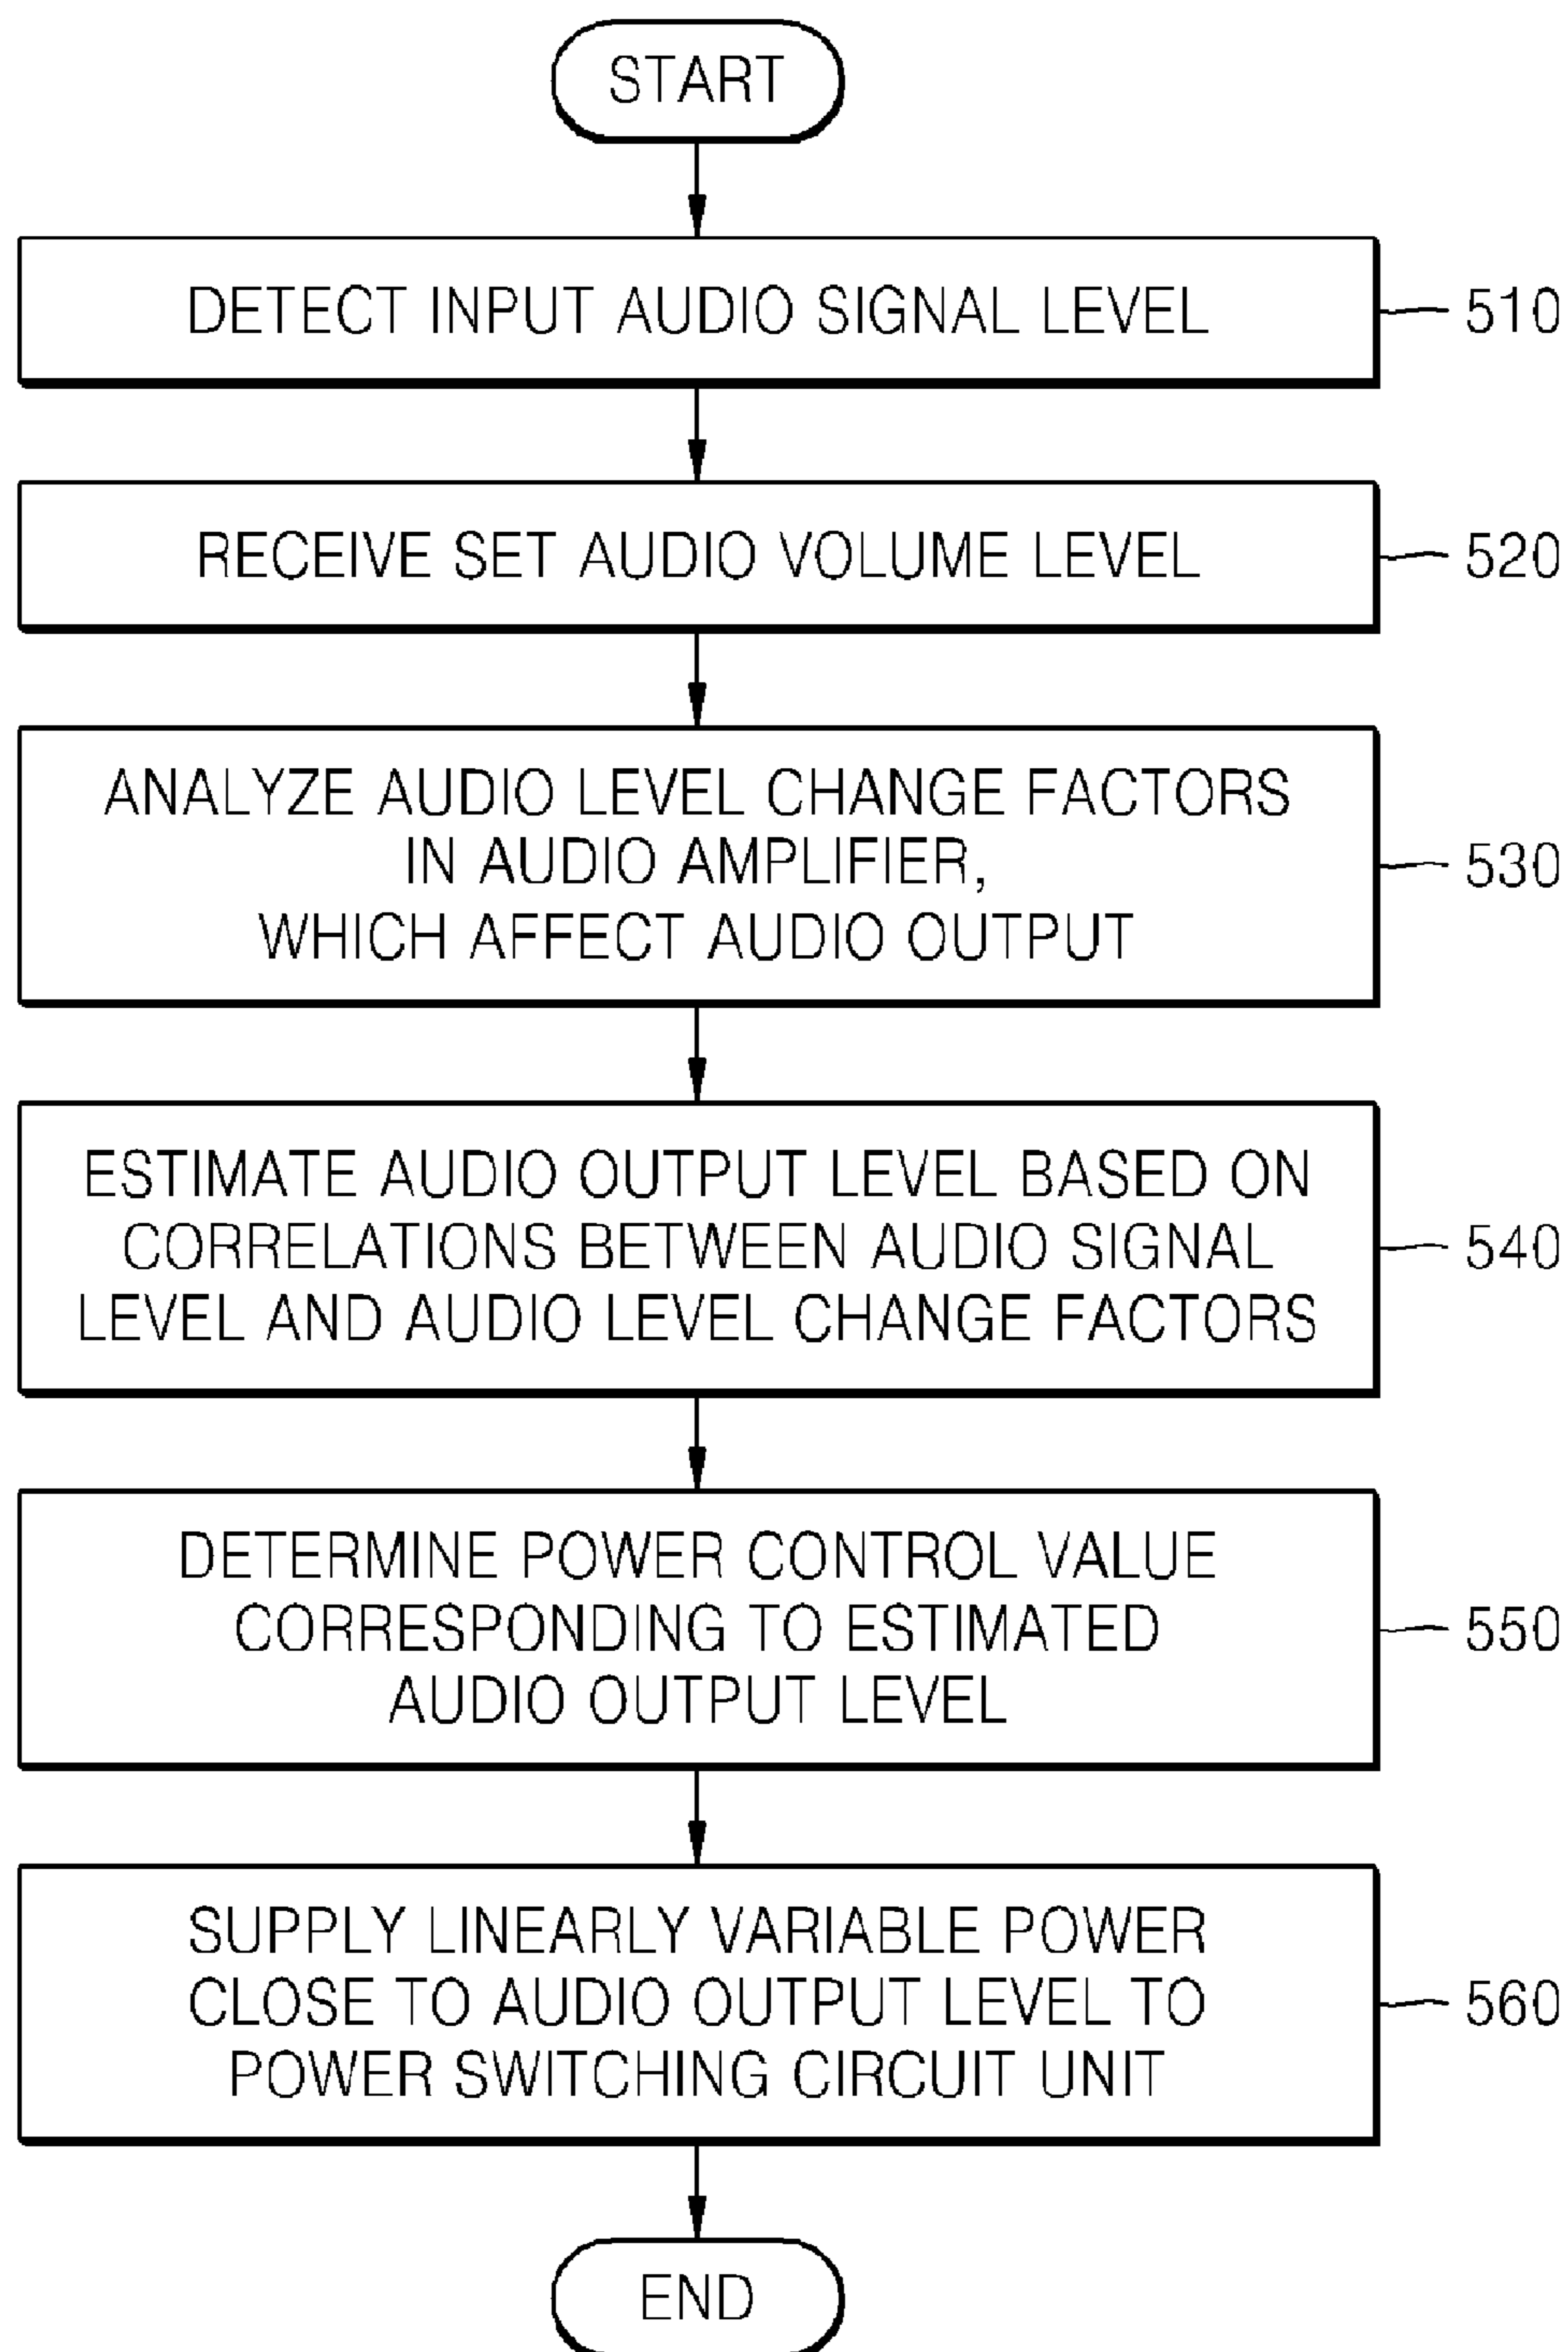 START
DETECT INPUT AUDIO SIGNAL LEVEL
510
RECEIVE SET AUDIO VOLUME LEVEL
520
ANALYZE AUDIO LEVEL CHANGE FACTORS
IN AUDIO AMPLIFIER,
WHICH AFFECT AUDIO OUTPUT
530
ESTIMATE AUDIO OUTPUT LEVEL BASED ON
CORRELATIONS BETWEEN AUDIO SIGNAL
LEVEL AND AUDIO LEVEL CHANGE FACTORS
540
DETERMINE POWER CONTROL VALUE
CORRESPONDING TO ESTIMATED
AUDIO OUTPUT LEVEL
550
SUPPLY LINEARLY VARIABLE POWER
CLOSE TO AUDIO OUTPUT LEVEL TO
POWER SWITCHING CIRCUIT UNIT
560
END